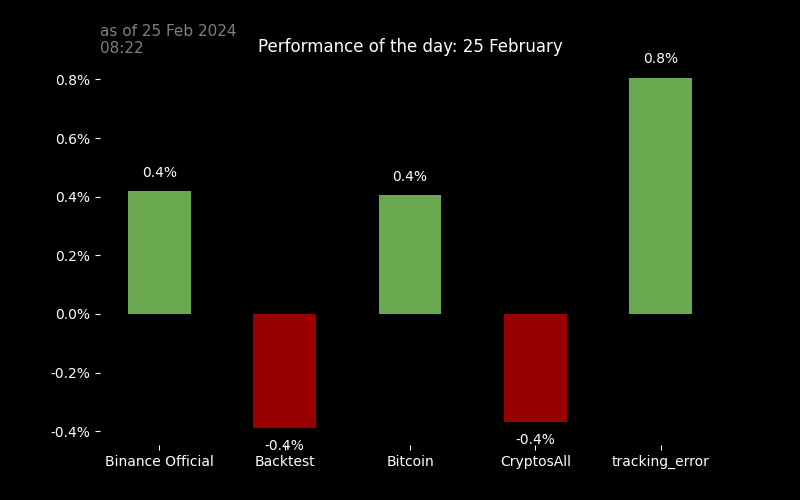 as of 25 Feb 2024
08:22
Performance of the day: 25 February
0.8%
0.8%
0.6%
0.4%
0.4%
0.4%
0.2%
0.0%
-0.2%
-0.4%
-0.4%
-0.4%
Binance Official
Backtest
Bitcoin
CryptosAll
tracking_error